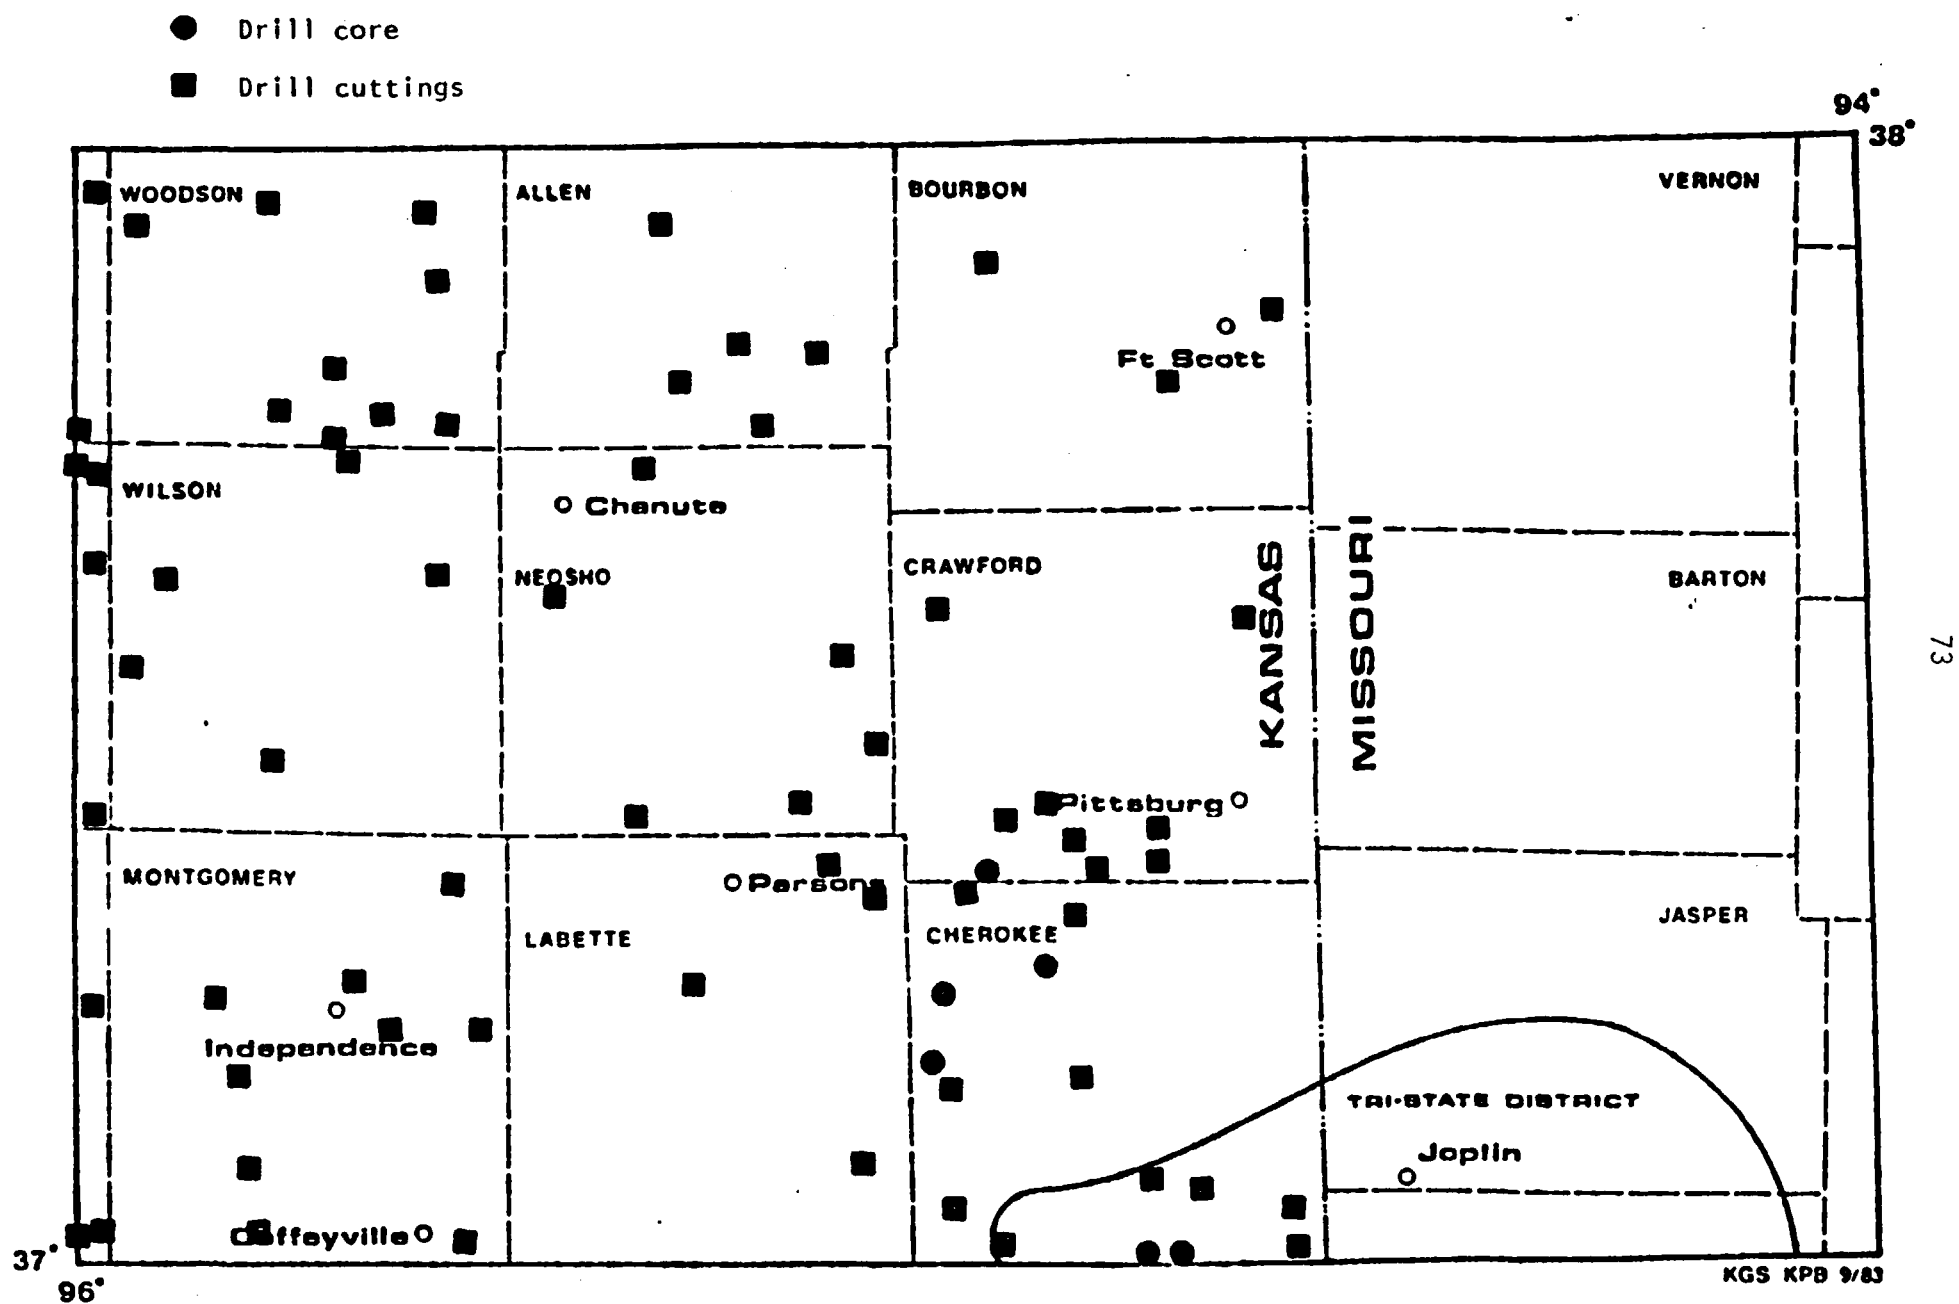 Drill core
Drill cuttings
94°
38°
WOODSON
ALLEN
BOURBON
VERNON
Ft Scott
WILSON
Chanute
NEOSHO
CRAWFORD
KANSAS
MISSOURI
BARTON
73
Pittsburg
MONTGOMERY
Parsons
LABETTE
CHEROKEE
JASPER
Independence
TRI-STATE DISTRICT
Joplin
Coffeyville
37°
96°
KGS KPB 9/83